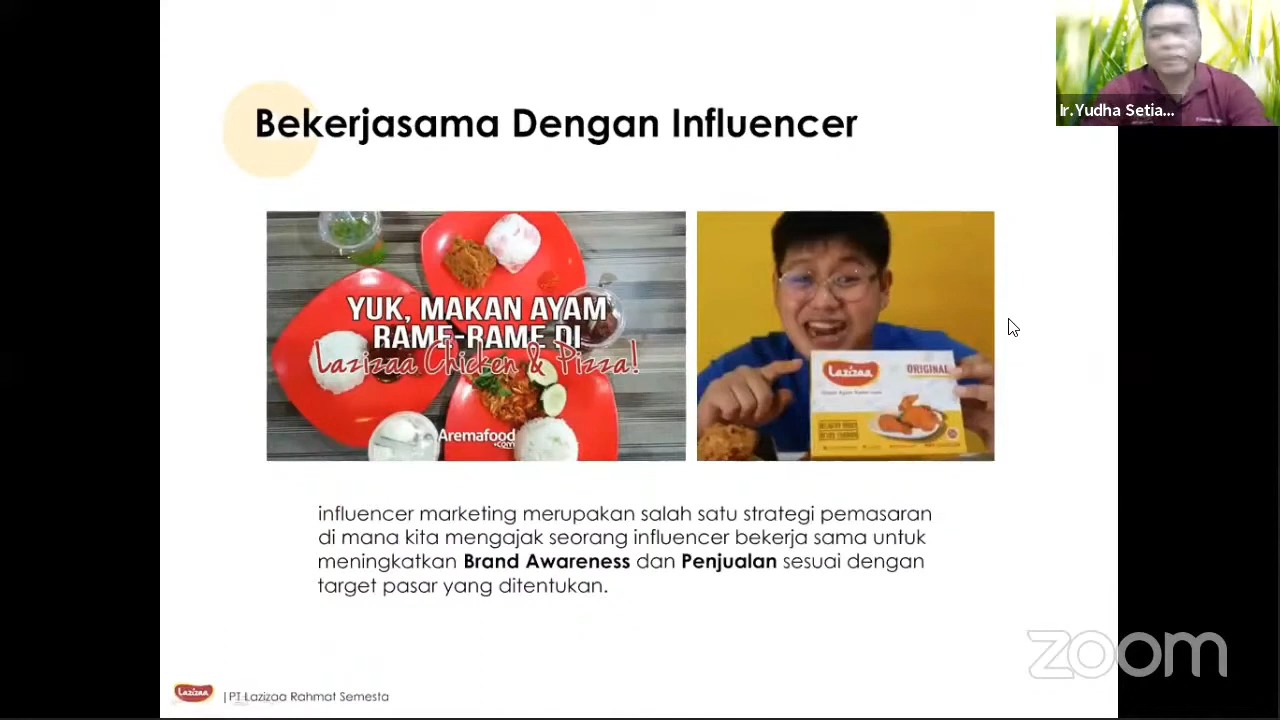 Bekerjasama Dengan Influencer
Ir.Yudha Setia...
YUK, MAKAN AYAM
RAME-RAME DI
Lazizaa Chicken & Pizza!
Aremafood
.com
Lazizaa
ORIGINAL
influencer marketing merupakan salah satu strategi pemasaran
di mana kita mengajak seorang influencer bekerja sama untuk
meningkatkan Brand Awareness dan Penjualan sesuai dengan
target pasar yang ditentukan.
zoom
Lazizaa
|PT Lazizaa Rahmat Semesta